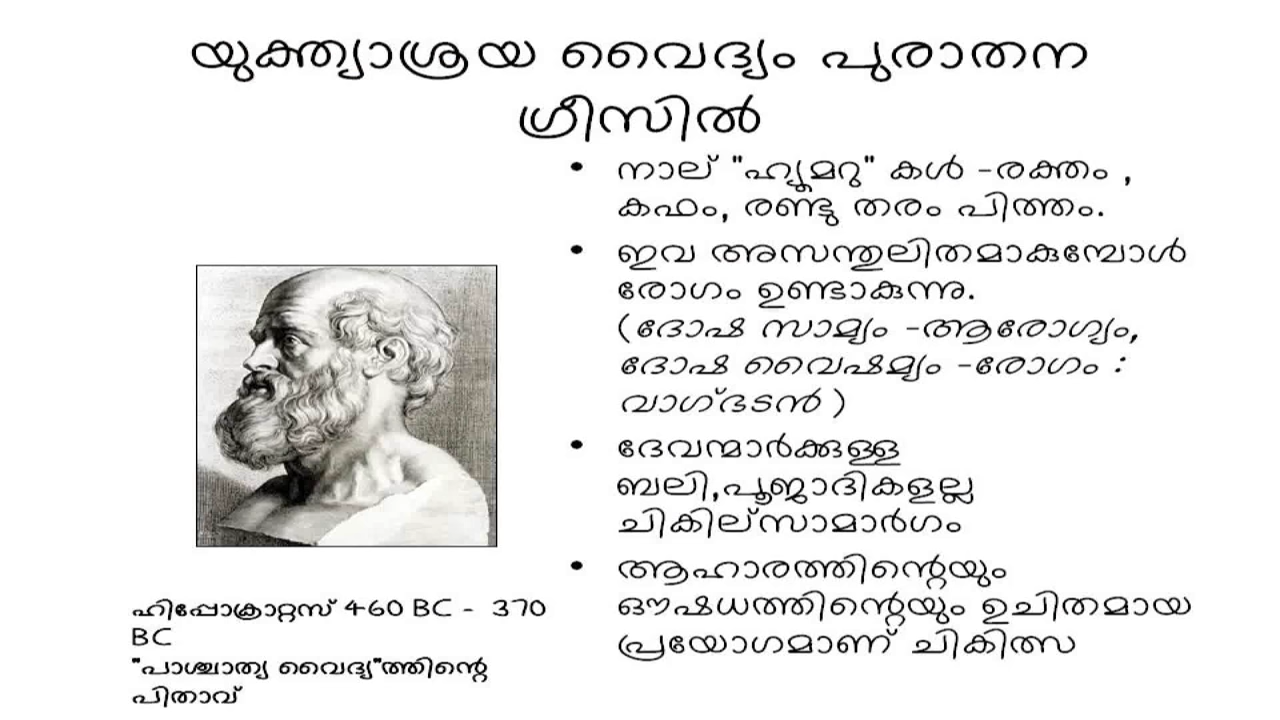 യുക്ത്യാശ്രയ വൈദ്യം പുരാതന
ഗ്രീസിൽ
• നാല് "ഹ്യൂമറു" കൾ -രക്തം ,
കഫം, രണ്ടു തരം പിത്തം.
• ഇവ അസന്തുലിതമാകുമ്പോൾ
രോഗം ഉണ്ടാകുന്നു.
(ദോഷ സാമ്യം -ആരോഗ്യം,
ദോഷ വൈഷമ്യം -രോഗം :
വാഗ്ഭടൻ )
• ദേവന്മാർക്കുള്ള
ബലി,പൂജാദികളല്ല
ചികില്സാമാർഗം
• ആഹാരത്തിന്റെയും
ഔഷധത്തിന്റെയും ഉചിതമായ
പ്രയോഗമാണ് ചികിത്സ
ഹിപ്പോക്രാറ്റസ് 460 BC - 370
BC
"പാശ്ചാത്യ വൈദ്യ"ത്തിന്റെ
പിതാവ്